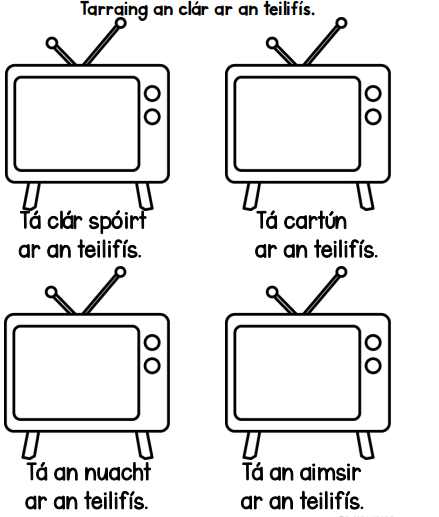 Tarraing an clár ar an teilifís.
Tá clár spóirt
ar an teilifís.
Tá cartún
ar an teilifís.
Tá an nuacht
ar an teilifís.
Tá an aimsir
ar an teilifís.